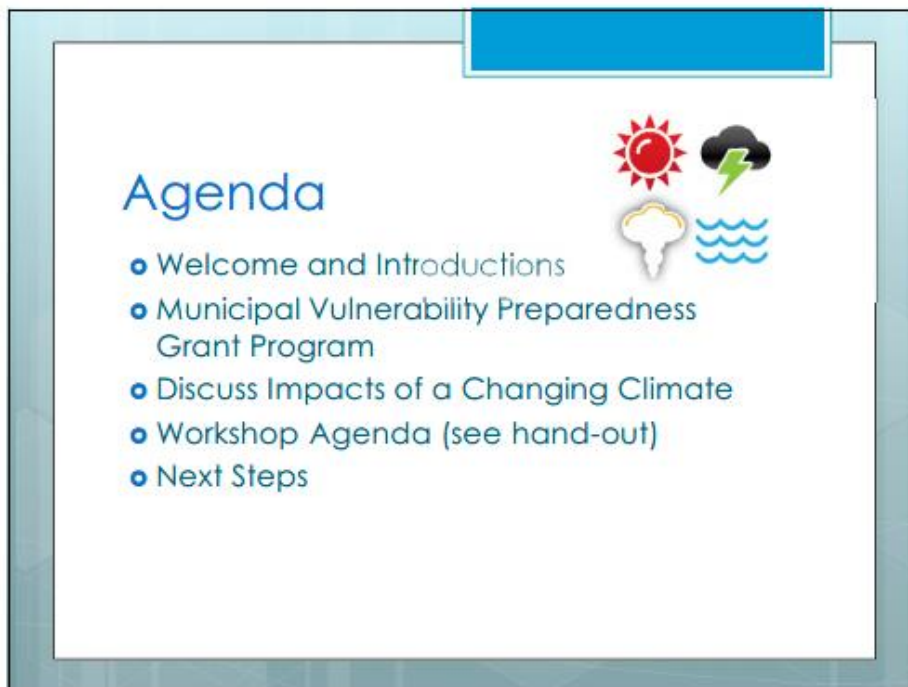 Agenda
Welcome and Introductions
Municipal Vulnerability Preparedness
Grant Program
Discuss Impacts of a Changing Climate
Workshop Agenda (see hand-out)
Next Steps